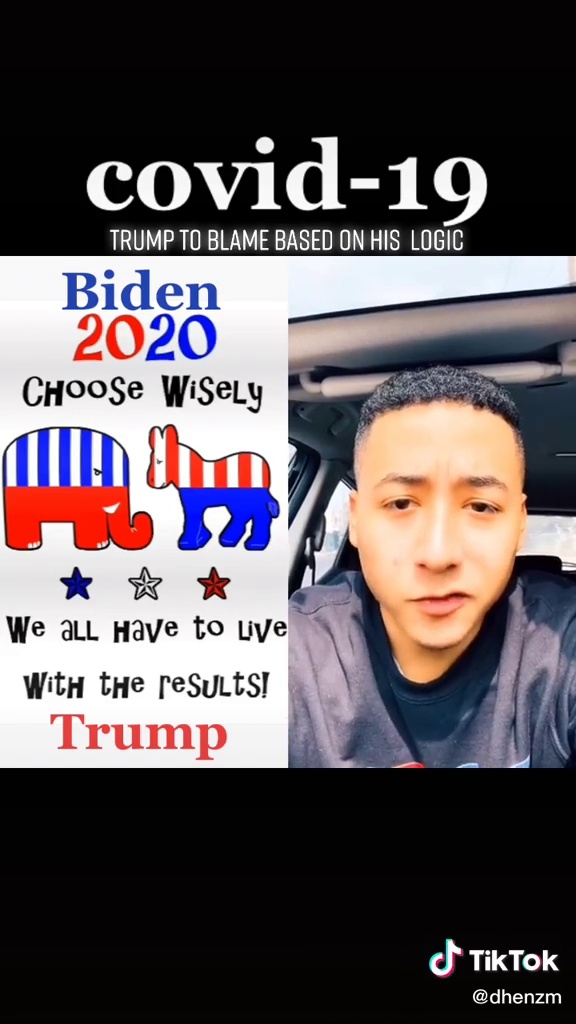 covid-19
TRUMP TO BLAME BASED ON HIS LOGIC
Biden
2020
CHOOSE WISELY
We all Have to live
With the results!
Trump
TikTok
@dhenzm